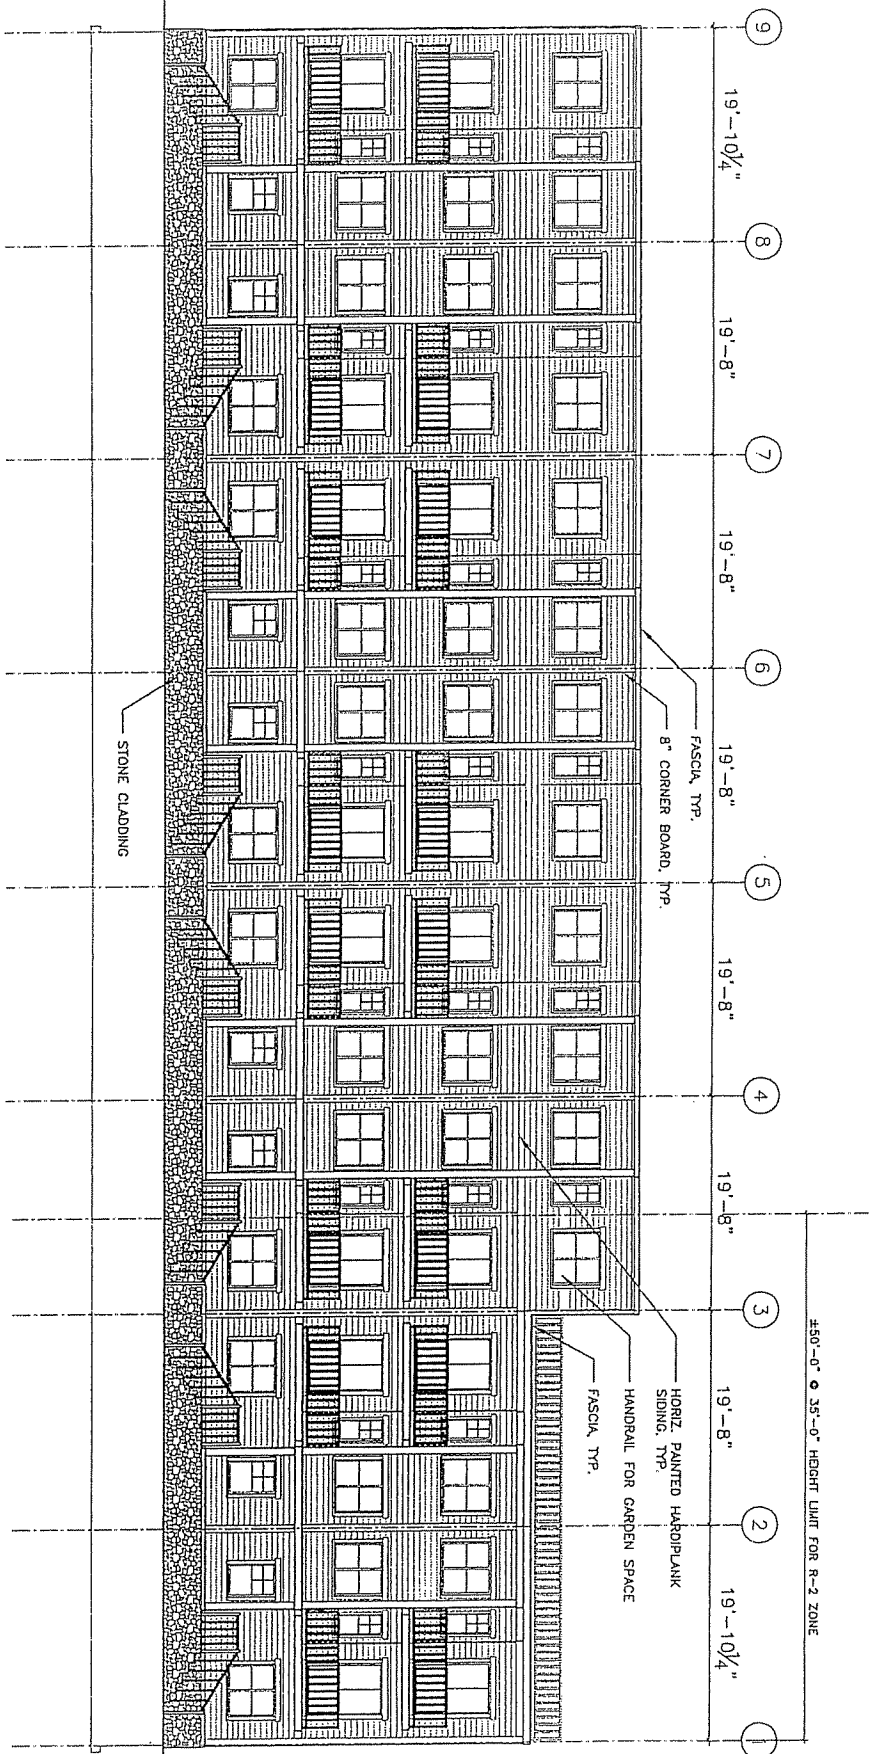 ±50'-0" @ 35'-0" HEIGHT LIMIT FOR R-2 ZONE
9
8
7
6
5
4
3
2
1
19'-10¼"
19'-8"
19'-8"
19'-8"
19'-8"
19'-8"
19'-8"
19'-10¼"
FASCIA, TYP.
8" CORNER BOARD, TYP.
HORIZ. PAINTED HARDIPLANK
SIDING, TYP.
HANDRAIL FOR GARDEN SPACE
FASCIA, TYP.
STONE CLADDING